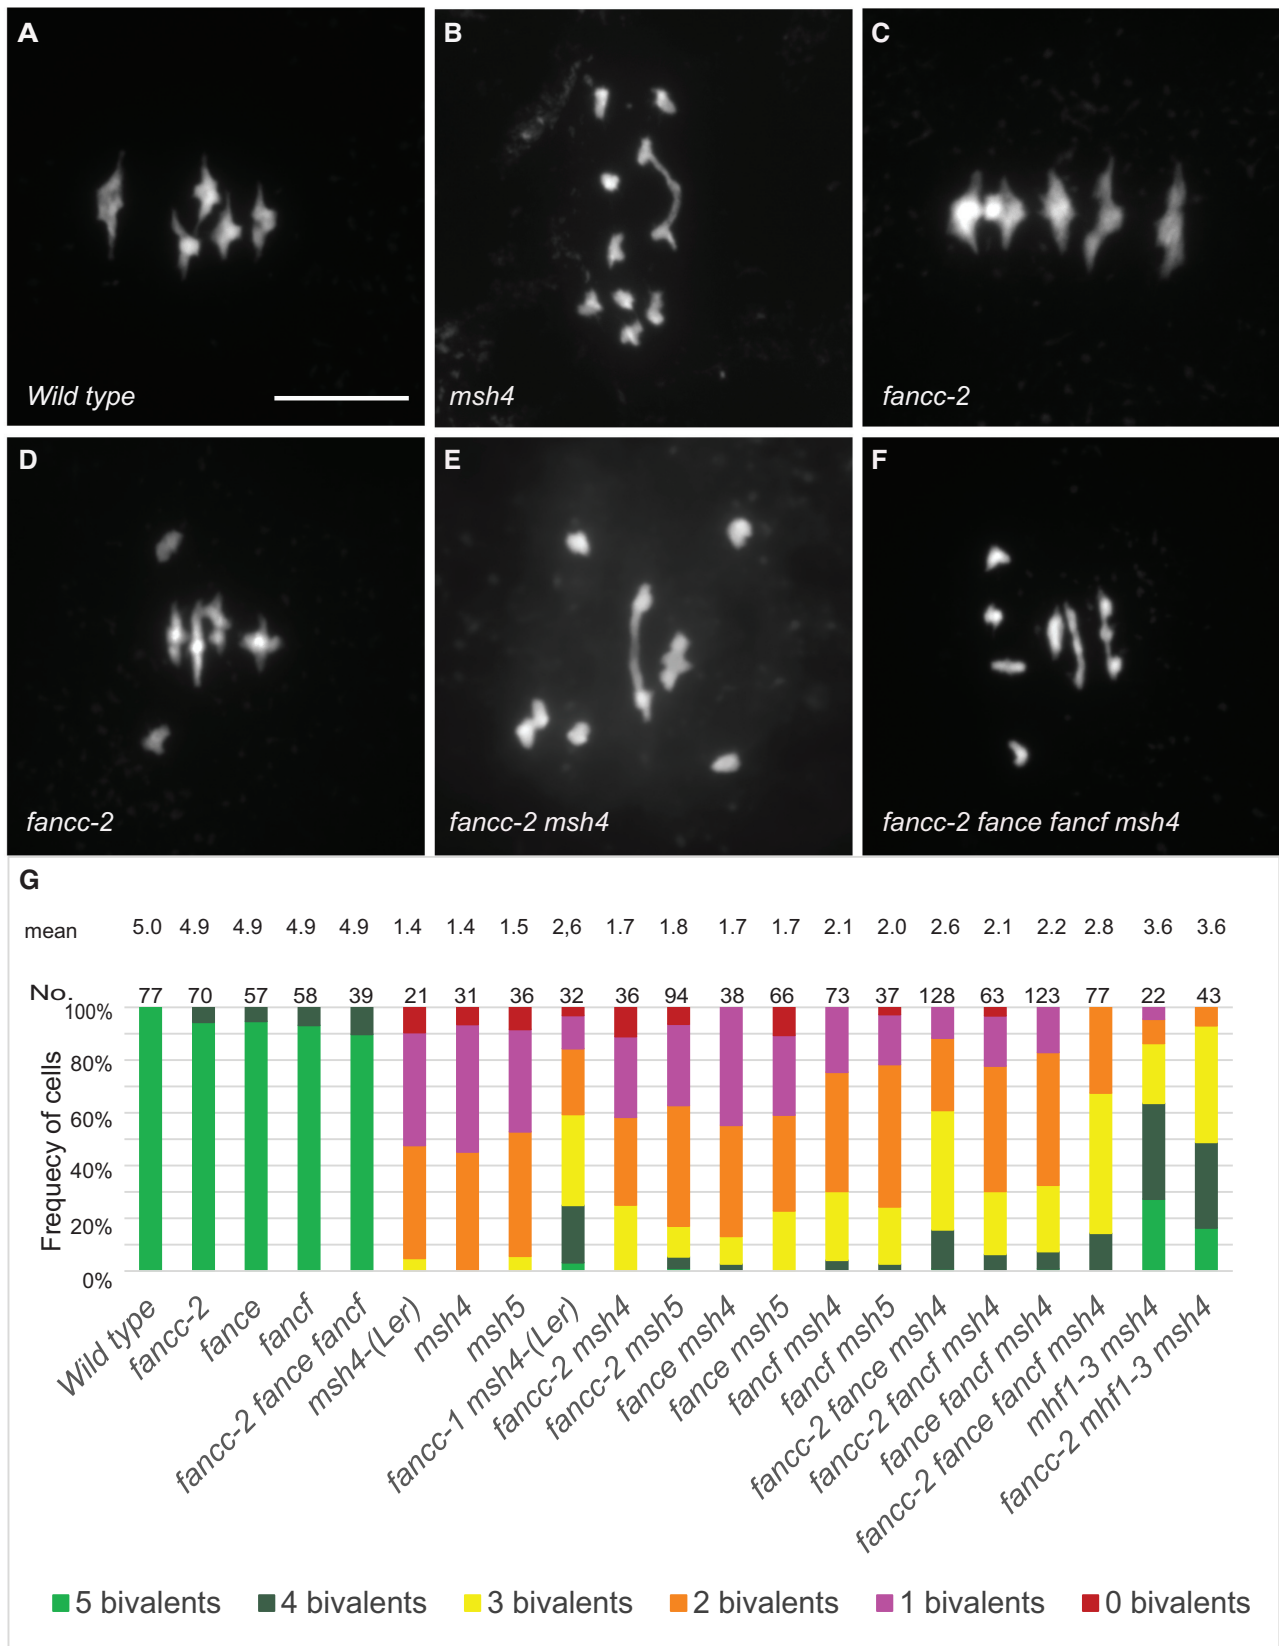 A
B
C
Wild type
msh4
fancc-2
D
E
F
fancc-2
fancc-2 msh4
fancc-2 fance fancf msh4
G
mean 5.0 4.9 4.9 4.9 4.9 1.4 1.4 1.5 2,6 1.7 1.8 1.7 1.7 2.1 2.0 2.6 2.1 2.2 2.8 3.6 3.6
No. 77 70 57 58 39 21 31 36 32 36 94 38 66 73 37 128 63 123 77 22 43
100%
80%
60%
40%
20%
0%
Frequecy of cells
Wild type
fancc-2
fance
fancf
fancc-2 fance fancf
msh4-(Ler)
msh4
msh5
fancc-1 msh4-(Ler)
fancc-2 msh4
fancc-2 msh5
fance msh4
fance msh5
fancf msh4
fancf msh5
fancc-2 fance msh4
fancc-2 fancf msh4
fance fancf msh4
fancc-2 fance fancf msh4
mhf1-3 msh4
fancc-2 mhf1-3 msh4
5 bivalents 4 bivalents 3 bivalents 2 bivalents 1 bivalents 0 bivalents